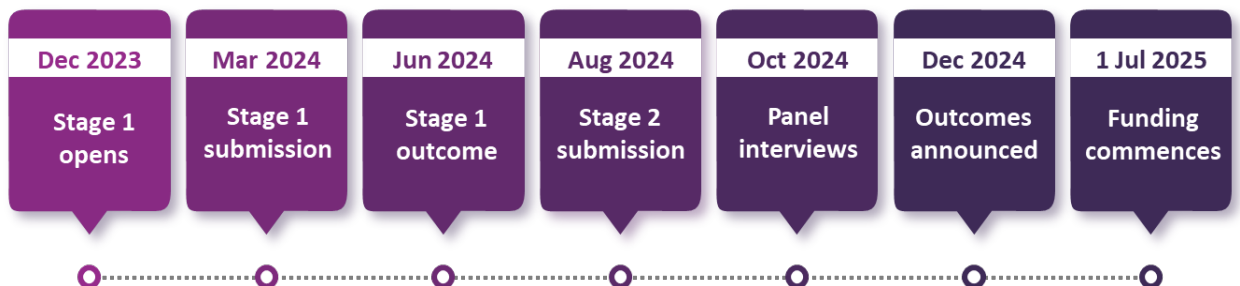 Dec 2023
Stage 1
opens
Mar 2024
Stage 1
submission
Jun 2024
Stage 1
outcome
Aug 2024
Stage 2
submission
Oct 2024
Panel
interviews
Dec 2024
Outcomes
announced
1 Jul 2025
Funding
commences